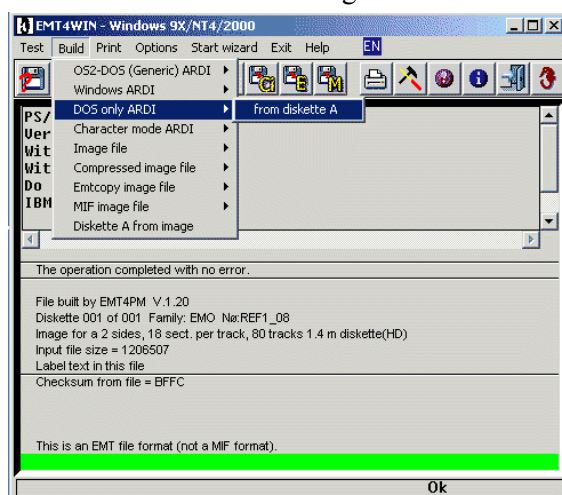 EMT4WIN - Windows 9X/NT4/2000
Test Build Print Options Start wizard Exit Help EN
OS2-DOS (Generic) ARDI
Windows ARDI
DOS only ARDI
from diskette A
Character mode ARDI
Image file
Compressed image file
Emtcopy image file
MIF image file
Diskette A from image
PS/
Ver
Wit
Wit
Do
IBM
The operation completed with no error.
File built by EMT4PM V.1.20
Diskette 001 of 001 Family: EMO Nø:REF1_08
Image for a 2 sides, 18 sect. per track, 80 tracks 1.4 m diskette(HD)
Input file size = 1206507
Label text in this file
Checksum from file = BFFC
This is an EMT file format (not a MIF format).
Ok